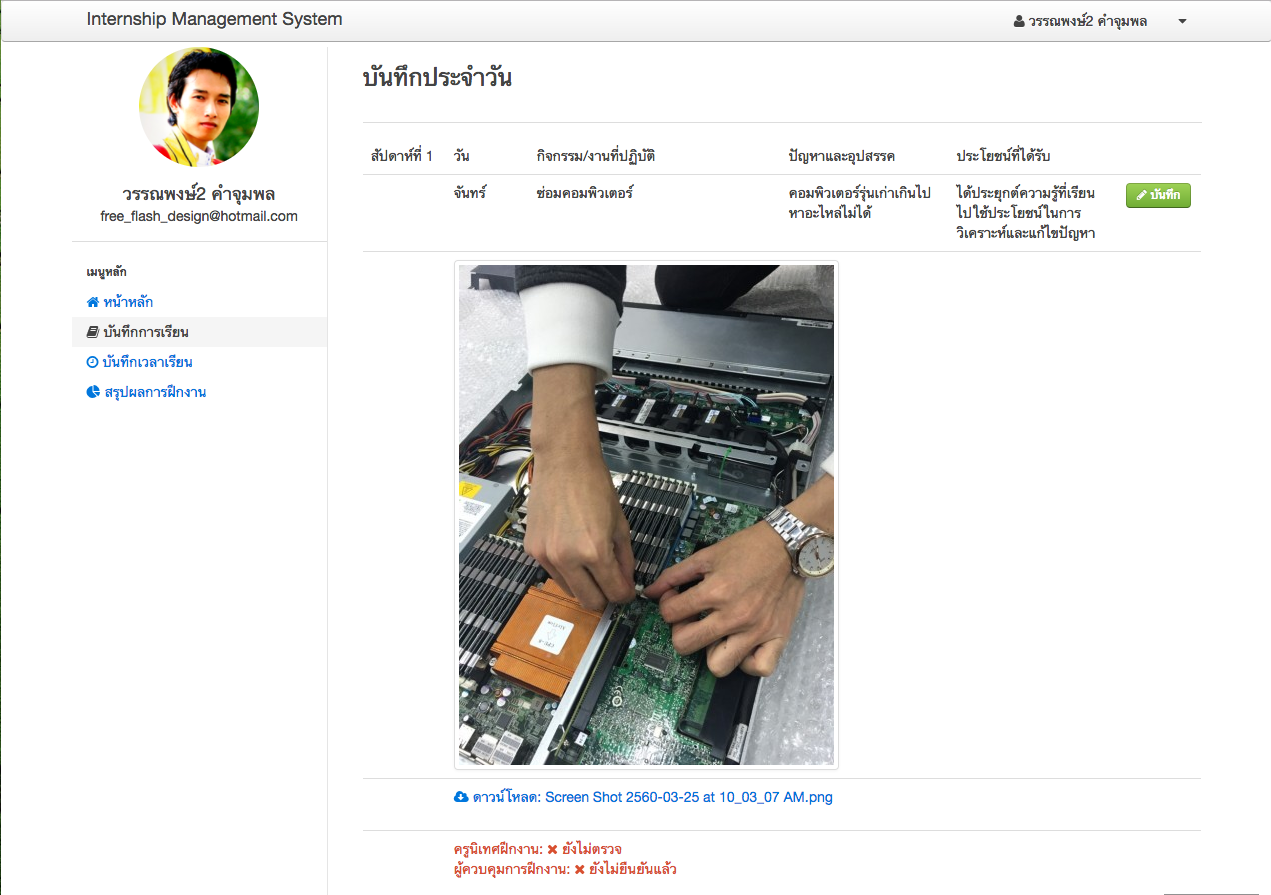 Internship Management System
วรรณพงษ์2 คำจุมพล
วรรณพงษ์2 คำจุมพล
free_flash_design@hotmail.com
เมนูหลัก
หน้าหลัก
บันทึกการเรียน
บันทึกเวลาเรียน
สรุปผลการฝึกงาน
บันทึกประจำวัน
สัปดาห์ที่ 1 วัน กิจกรรม/งานที่ปฏิบัติ ปัญหาและอุปสรรค ประโยชน์ที่ได้รับ
จันทร์ ซ่อมคอมพิวเตอร์ คอมพิวเตอร์รุ่นเก่าเกินไป ได้ประยุกต์ความรู้ที่เรียน บันทึก
หาอะไหล่ไม่ได้ ไปใช้ประโยชน์ในการ
วิเคราะห์และแก้ไขปัญหา
ดาวน์โหลด: Screen Shot 2560-03-25 at 10_03_07 AM.png
ครูนิเทศฝึกงาน: ✖ ยังไม่ตรวจ
ผู้ควบคุมการฝึกงาน: ✖ ยังไม่ยืนยันแล้ว